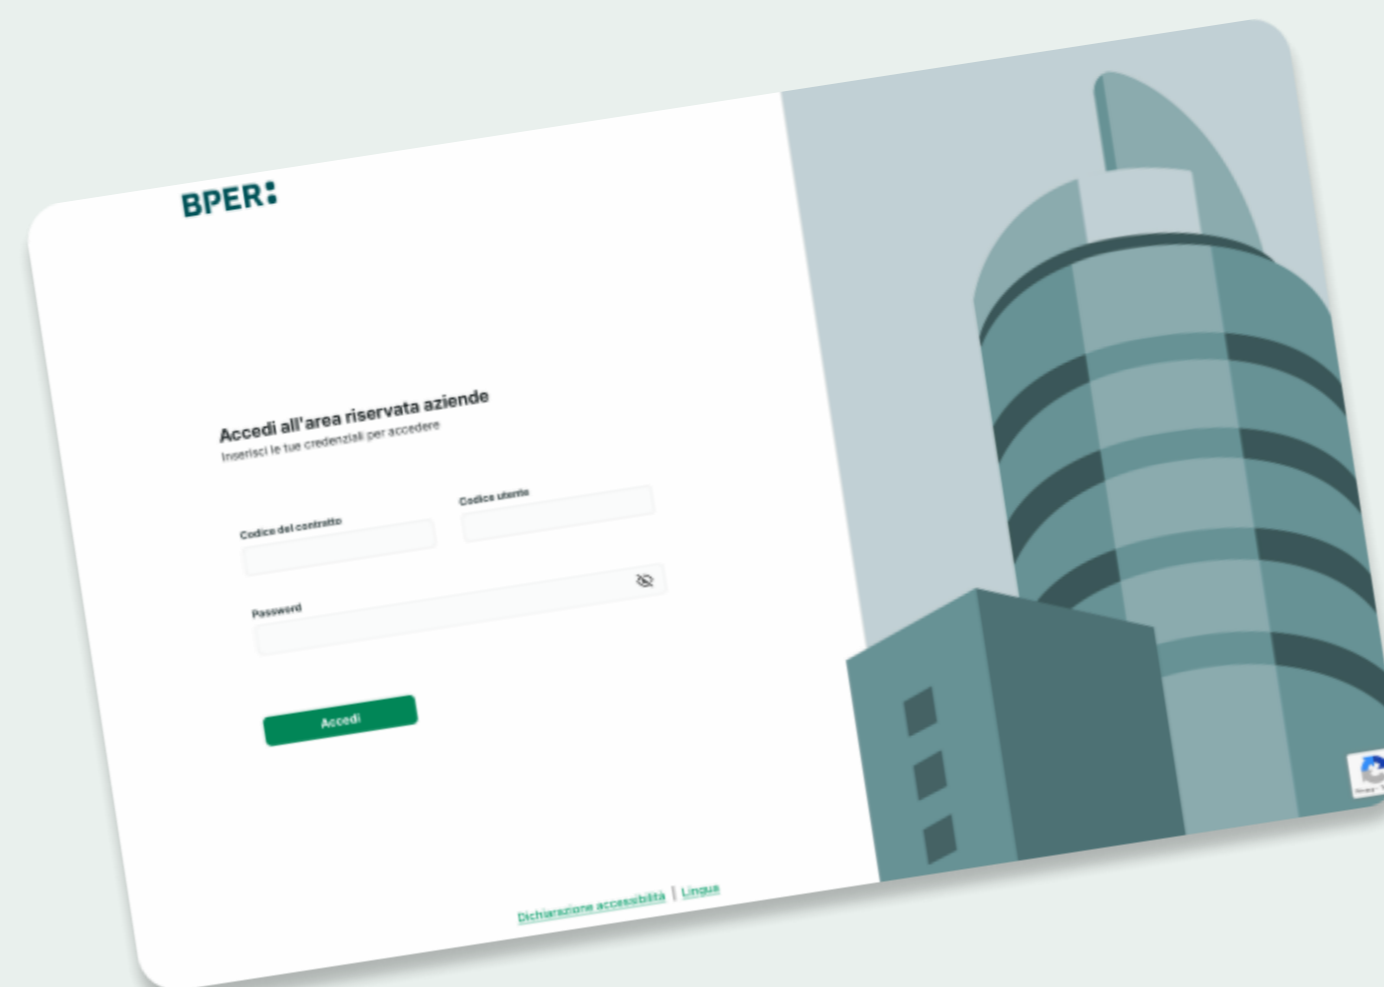 BPER:
Accedi all'area riservata aziende
Inserisci le tue credenziali per accedere
Codice del contratto
Codice utente
Password
Accedi
Dichiarazione accessibilità | Lingua